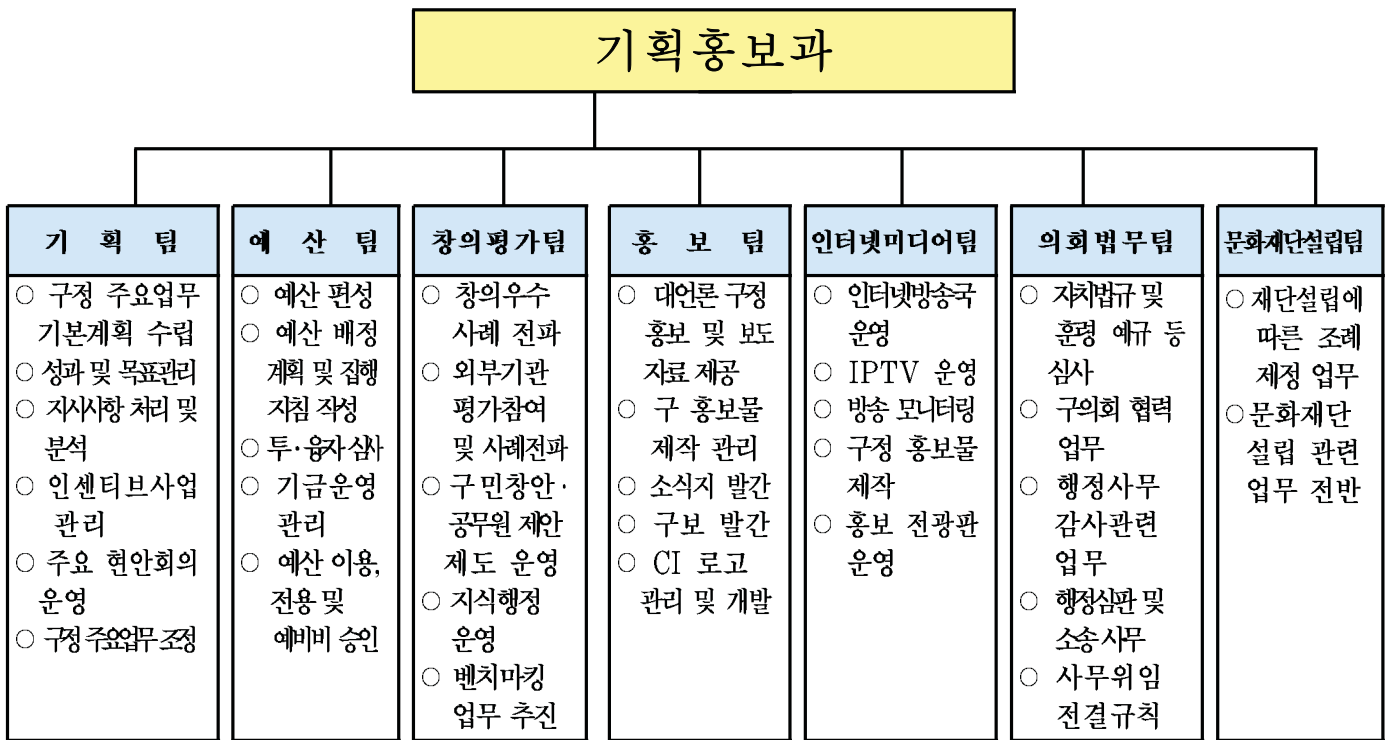 기획홍보과
기 획 팀
○ 구정 주요업무
기본계획 수립
○ 성과 및 목표관리
○ 지시사항 처리 및
분석
○ 인센티브사업
관리
○ 주요 현안회의
운영
○ 구정 주요업무 조정
예 산 팀
○ 예산 편성
○ 예산 배정
계획 및 집행
지침 작성
○ 투·융자 심사
○ 기금운영
관리
○ 예산 이용,
전용 및
예비비 승인
창의평가팀
○ 창의우수
사례 전파
○ 외부기관
평가참여
및 사례전파
○ 구민창안·
공무원 제안
제도 운영
○ 지식행정
운영
○ 벤치마킹
업무 추진
홍 보 팀
○ 대언론 구정
홍보 및 보도
자료 제공
○ 구 홍보물
제작 관리
○ 소식지 발간
○ 구보 발간
○ CI 로고
관리 및 개발
인터넷미디어팀
○ 인터넷방송국
운영
○ IPTV 운영
○ 방송 모니터링
○ 구정 홍보물
제작
○ 홍보 전광판
운영
의회법무팀
○ 자치법규 및
훈령 예규 등
심사
○ 구의회 협력
업무
○ 행정사무
감사관련
업무
○ 행정심판 및
소송 사무
○ 사무위임
전결규칙
문화재단설립팀
○ 재단설립에
따른 조례
제정 업무
○ 문화재단
설립 관련
업무 전반